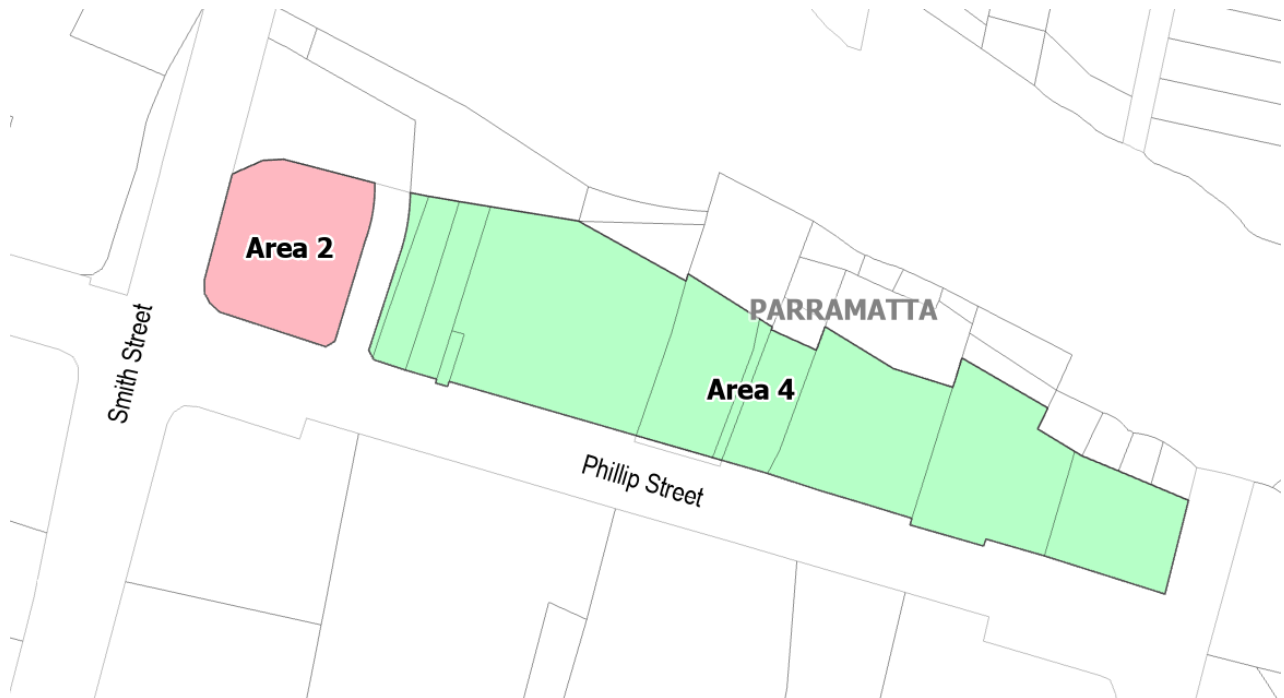 Area 2
PARRAMATTA
Smith Street
Area 4
Phillip Street